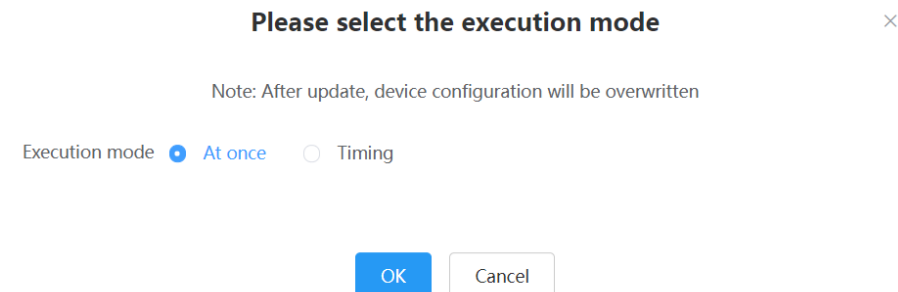 Please select the execution mode
Note: After update, device configuration will be overwritten
Execution mode At once Timing
OK Cancel